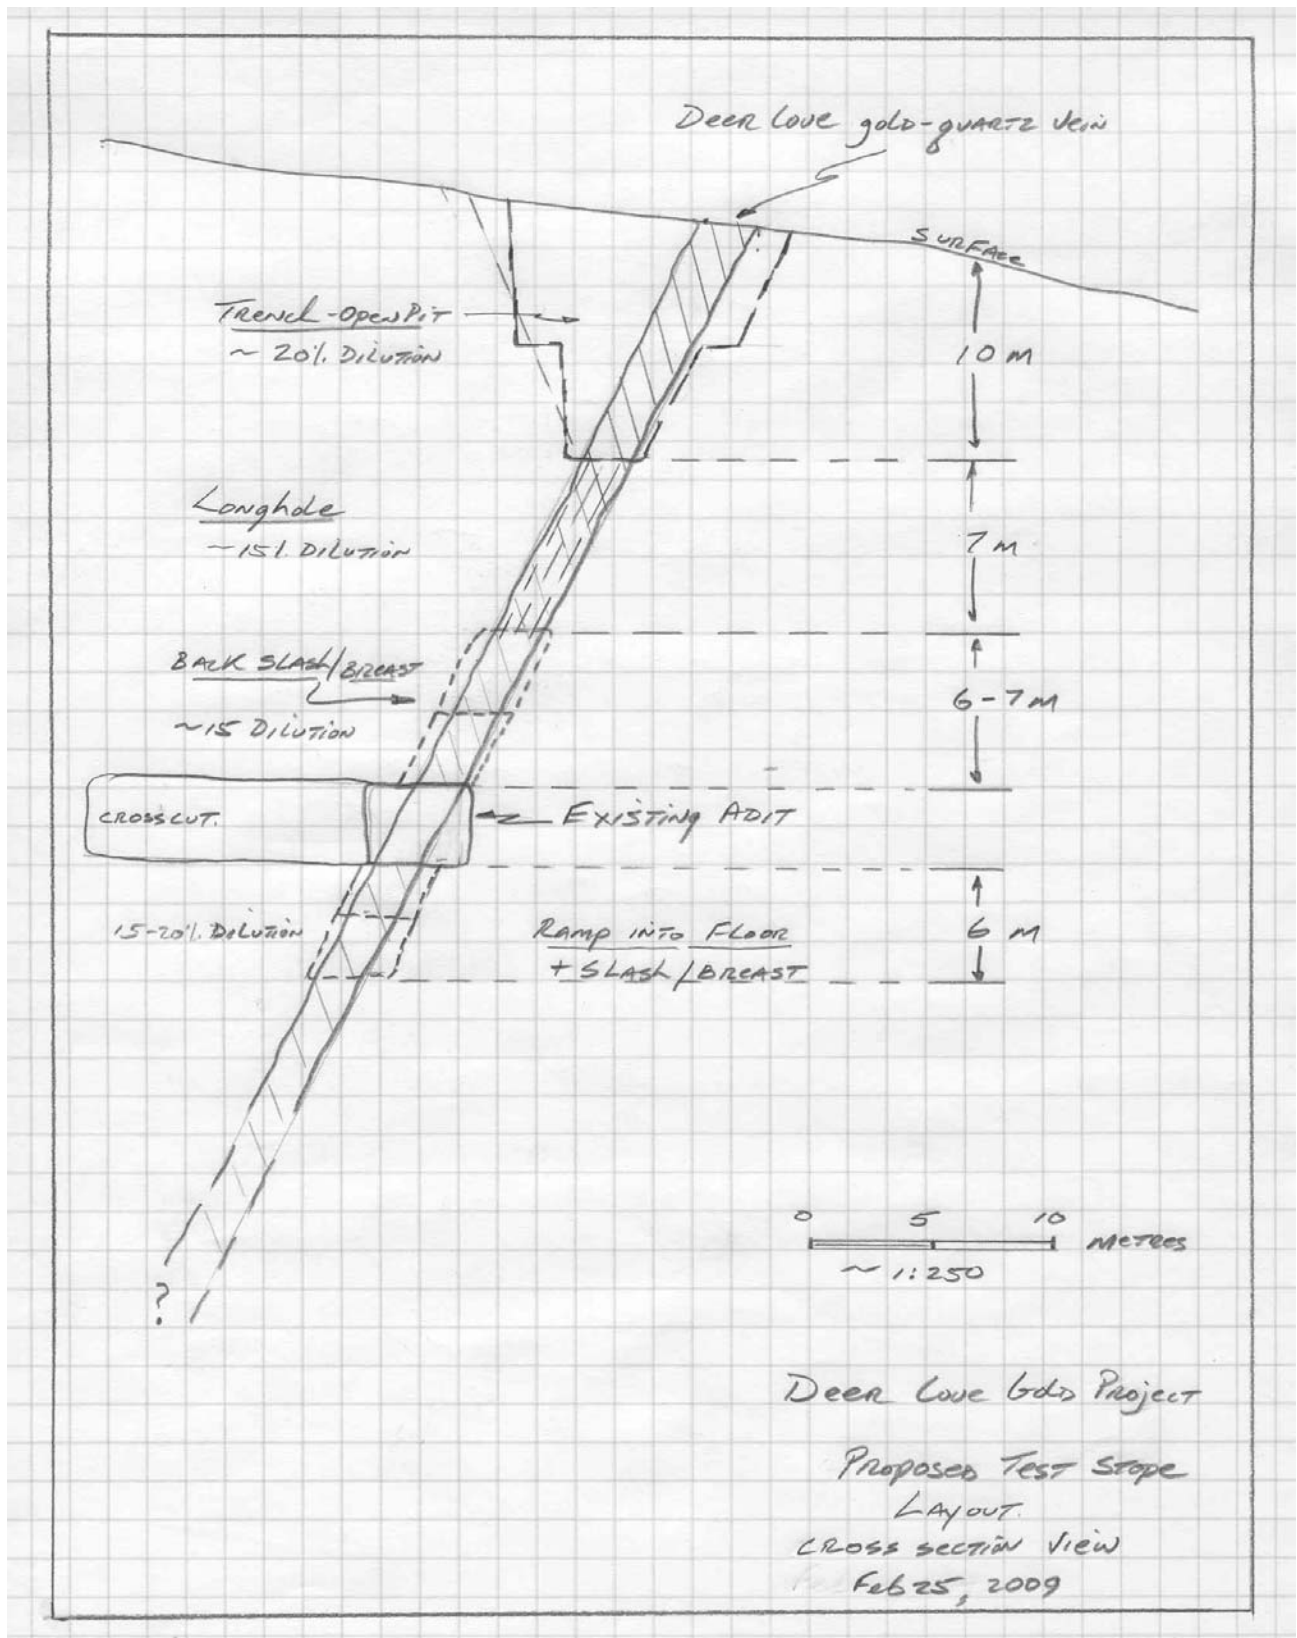 Deer Cove gold-quartz vein
SURFACE
Trench-Open Pit
~ 20% Dilution
10 M
Longhole
~15% Dilution
7 M
Back Slash/Breast
~15 Dilution
6-7 M
CROSSCUT.
Existing Adit
15-20% Dilution
Ramp into Floor
+ Slash/Breast
6 M
0 5 10
METRES
~ 1:250
?
Deer Cove Gold Project
Proposed Test Stope
Layout.
Cross Section View
Feb 25, 2009